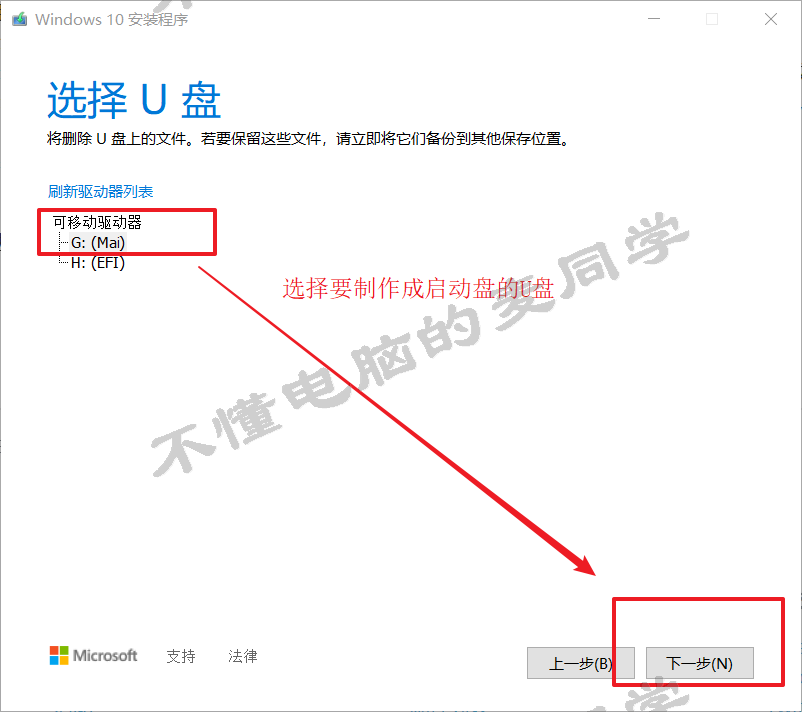 Windows 10 安装程序
选择 U 盘
将删除 U 盘上的文件。若要保留这些文件，请立即将它们备份到其他保存位置。
刷新驱动器列表
可移动驱动器
G: (Mai)
H: (EFI)
选择要制作成启动盘的U盘
不懂电脑的麦同学
Microsoft
支持
法律
上一步(B)
下一步(N)